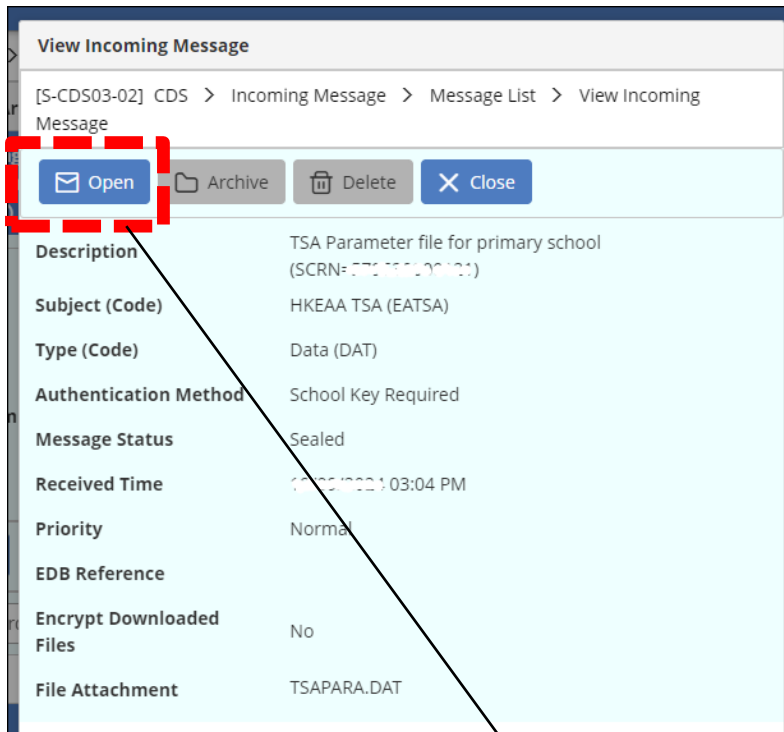 View Incoming Message
[S-CDS03-02] CDS > Incoming Message > Message List > View Incoming
Message
Open Archive Delete Close
Description TSA Parameter file for primary school
(SCRN=
Subject (Code) HKEAA TSA (EATSA)
Type (Code) Data (DAT)
Authentication Method School Key Required
Message Status Sealed
Received Time 03:04 PM
Priority Normal
EDB Reference
Encrypt Downloaded
Files No
File Attachment TSAPARA.DAT